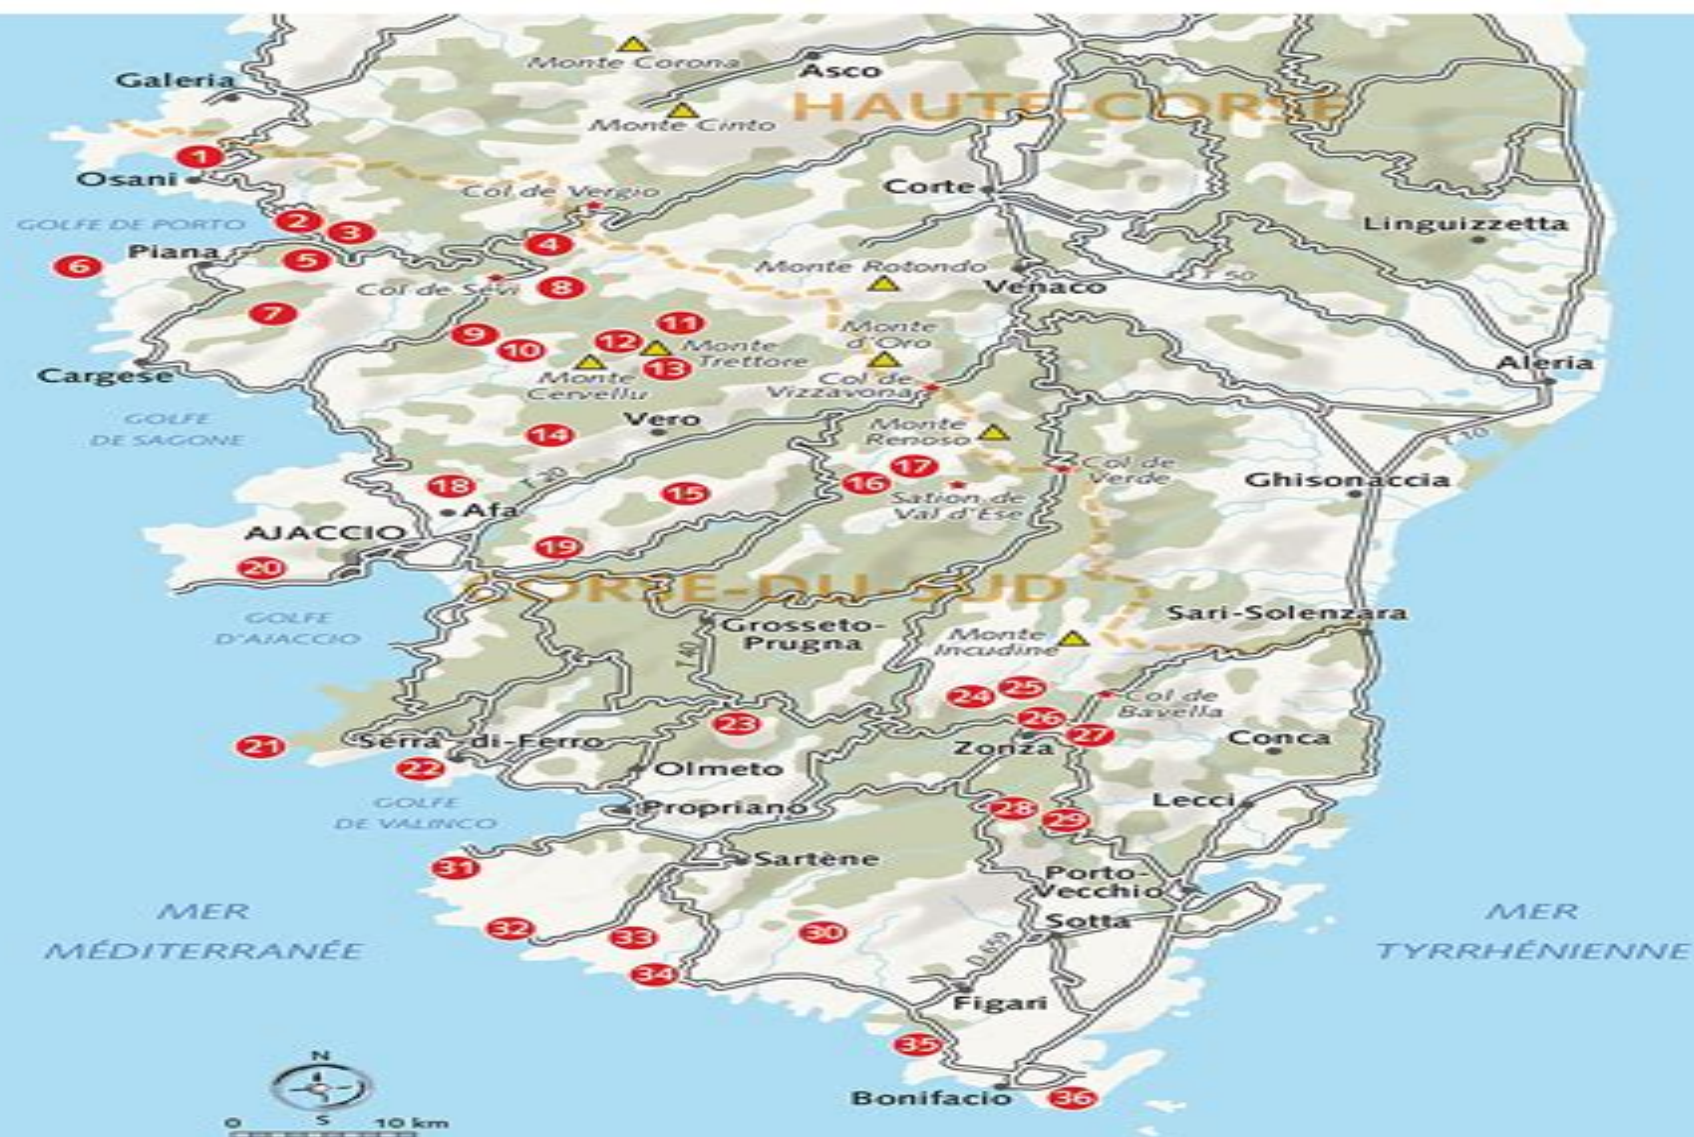 Monte Corona
Asco
Galeria
HAUTE-CORSE
Monte Cinto
1
Osani
Col de Vergio
Corte
GOLFE DE PORTO
2
3
Linguizzetta
Piana
4
5
6
Monte Rotondo
T 50
Col de Sevi
8
Venaco
7
9
10
11
12
Monte
Trettore
13
Monte
d'Oro
Monte
Cervellu
Col de
Vizzavona
Aleria
Cargese
GOLFE
DE SAGONE
Vero
14
Monte
Renoso
T 10
17
16
Col de
Verde
Ghisonaccia
18
T 20
15
Sation de
Val d'Ese
Afa
AJACCIO
19
20
CORSE-DU-SUD
GOLFE
D'AJACCIO
Grosseto-
Prugna
T 40
Sari-Solenzara
Monte
Incudine
24
25
Col de
Bavella
23
26
27
21
Serra-di-Ferro
Zonza
Conca
22
Olmeto
GOLFE
DE VALINCO
Propriano
28
29
Lecci
31
Sartène
Porto-
Vecchio
Sotta
MER
MÉDITERRANÉE
32
33
30
MER
TYRRHÉNIENNE
34
D 659
Figari
35
N
S
0
10 km
Bonifacio
36